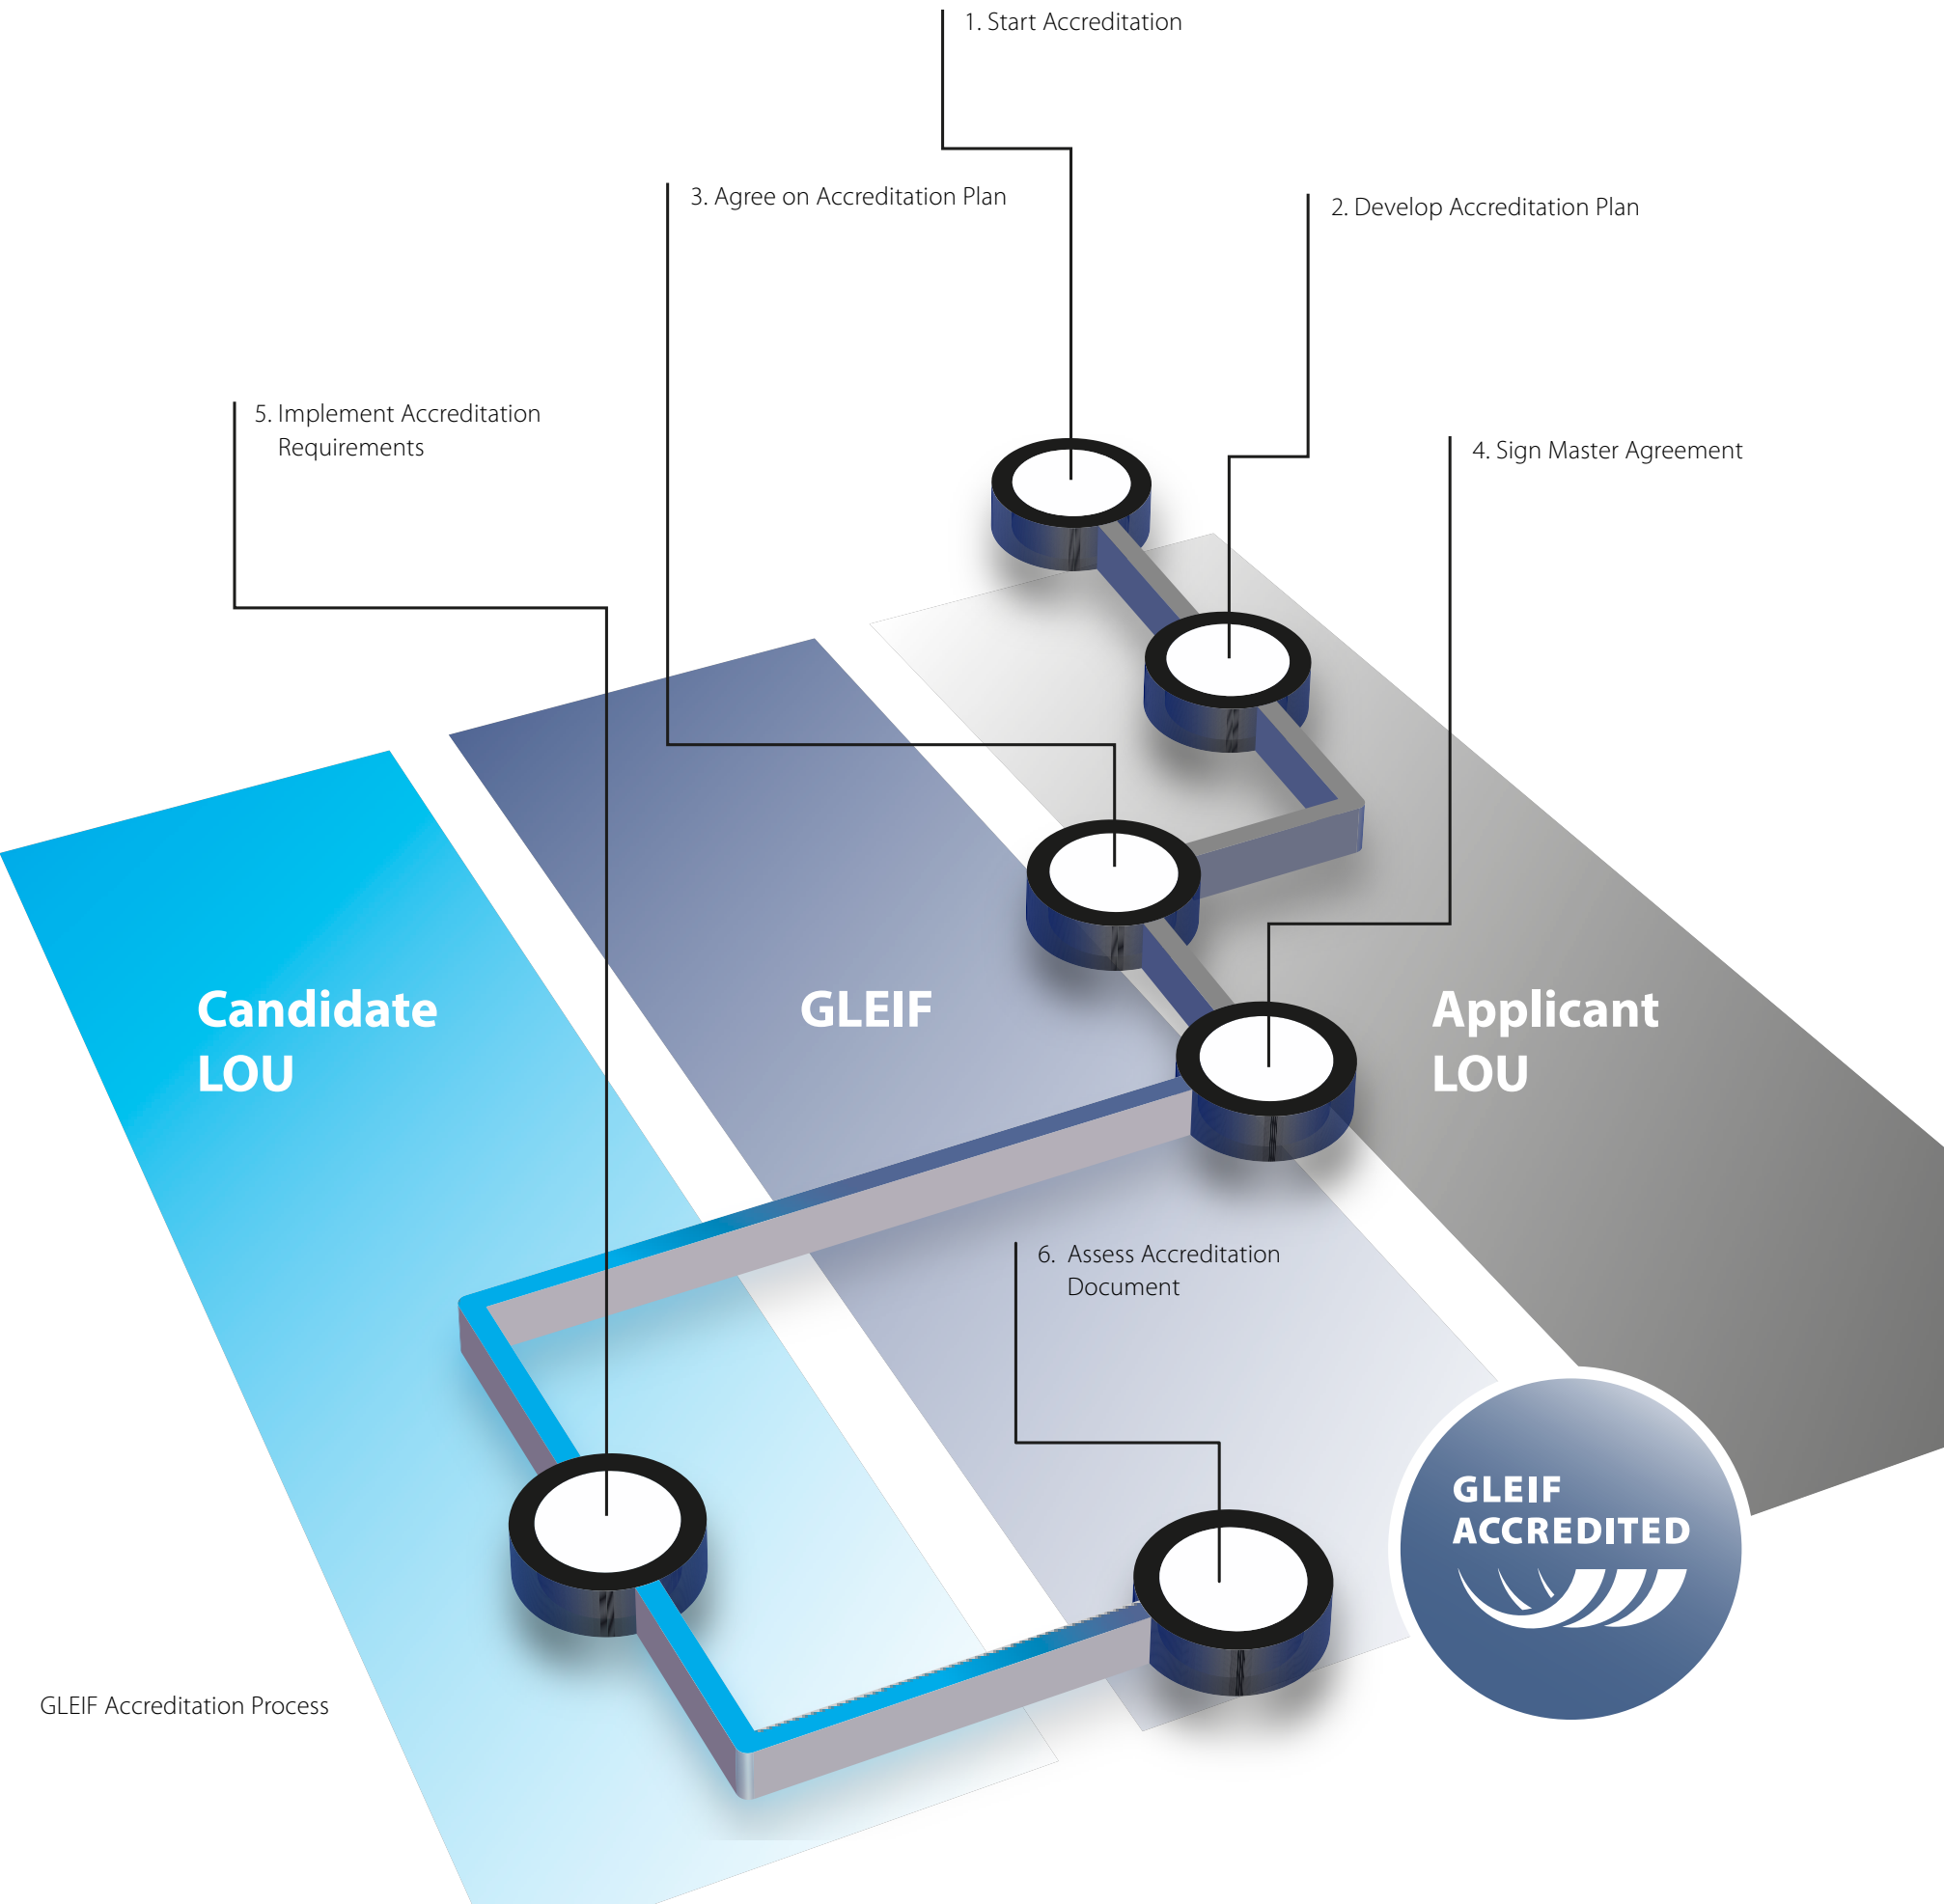 1. Start Accreditation
3. Agree on Accreditation Plan
2. Develop Accreditation Plan
5. Implement Accreditation
Requirements
4. Sign Master Agreement
Candidate
LOU
GLEIF
Applicant
LOU
6. Assess Accreditation
Document
GLEIF
ACCREDITED
GLEIF Accreditation Process